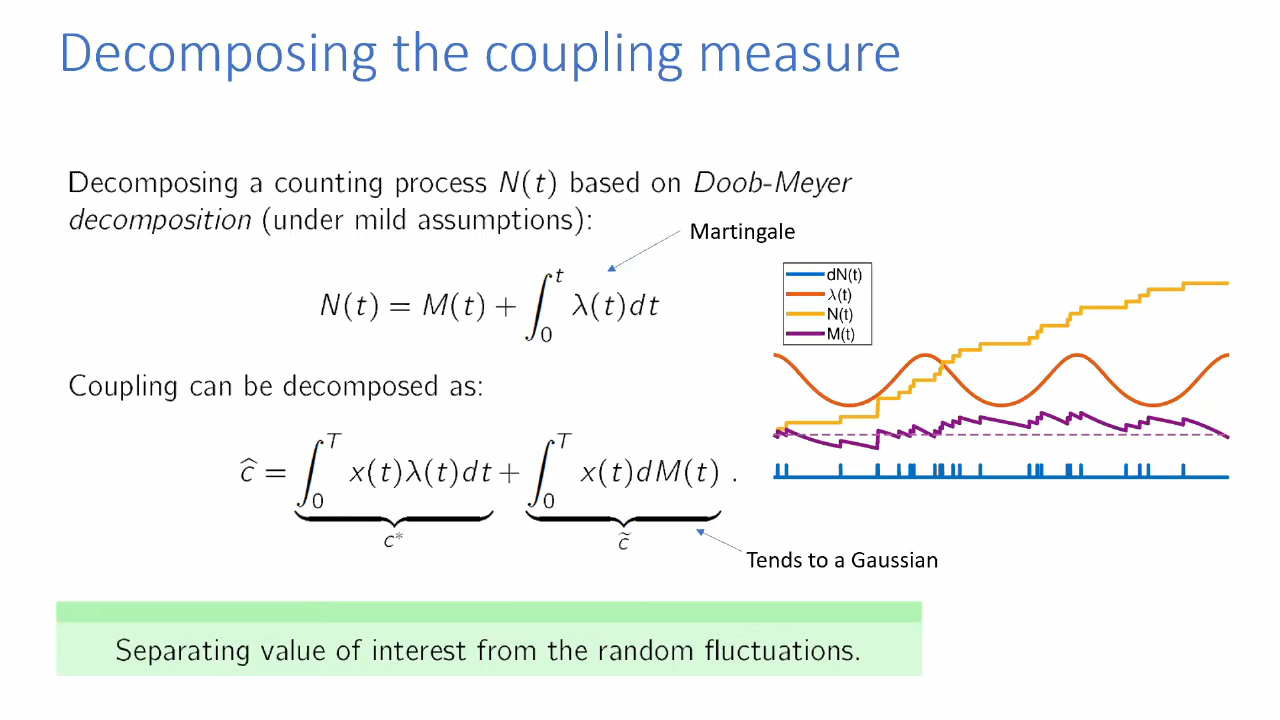 Decomposing the coupling measure
Decomposing a counting process N(t) based on Doob-Meyer
decomposition (under mild assumptions):
Martingale
N(t) = M(t) + ∫₀ᵗ λ(t)dt
dN(t)
λ(t)
N(t)
M(t)
Coupling can be decomposed as:
ĉ = ∫₀ᵀ x(t)λ(t)dt + ∫₀ᵀ x(t)dM(t) .
c* c̃
Tends to a Gaussian
Separating value of interest from the random fluctuations.